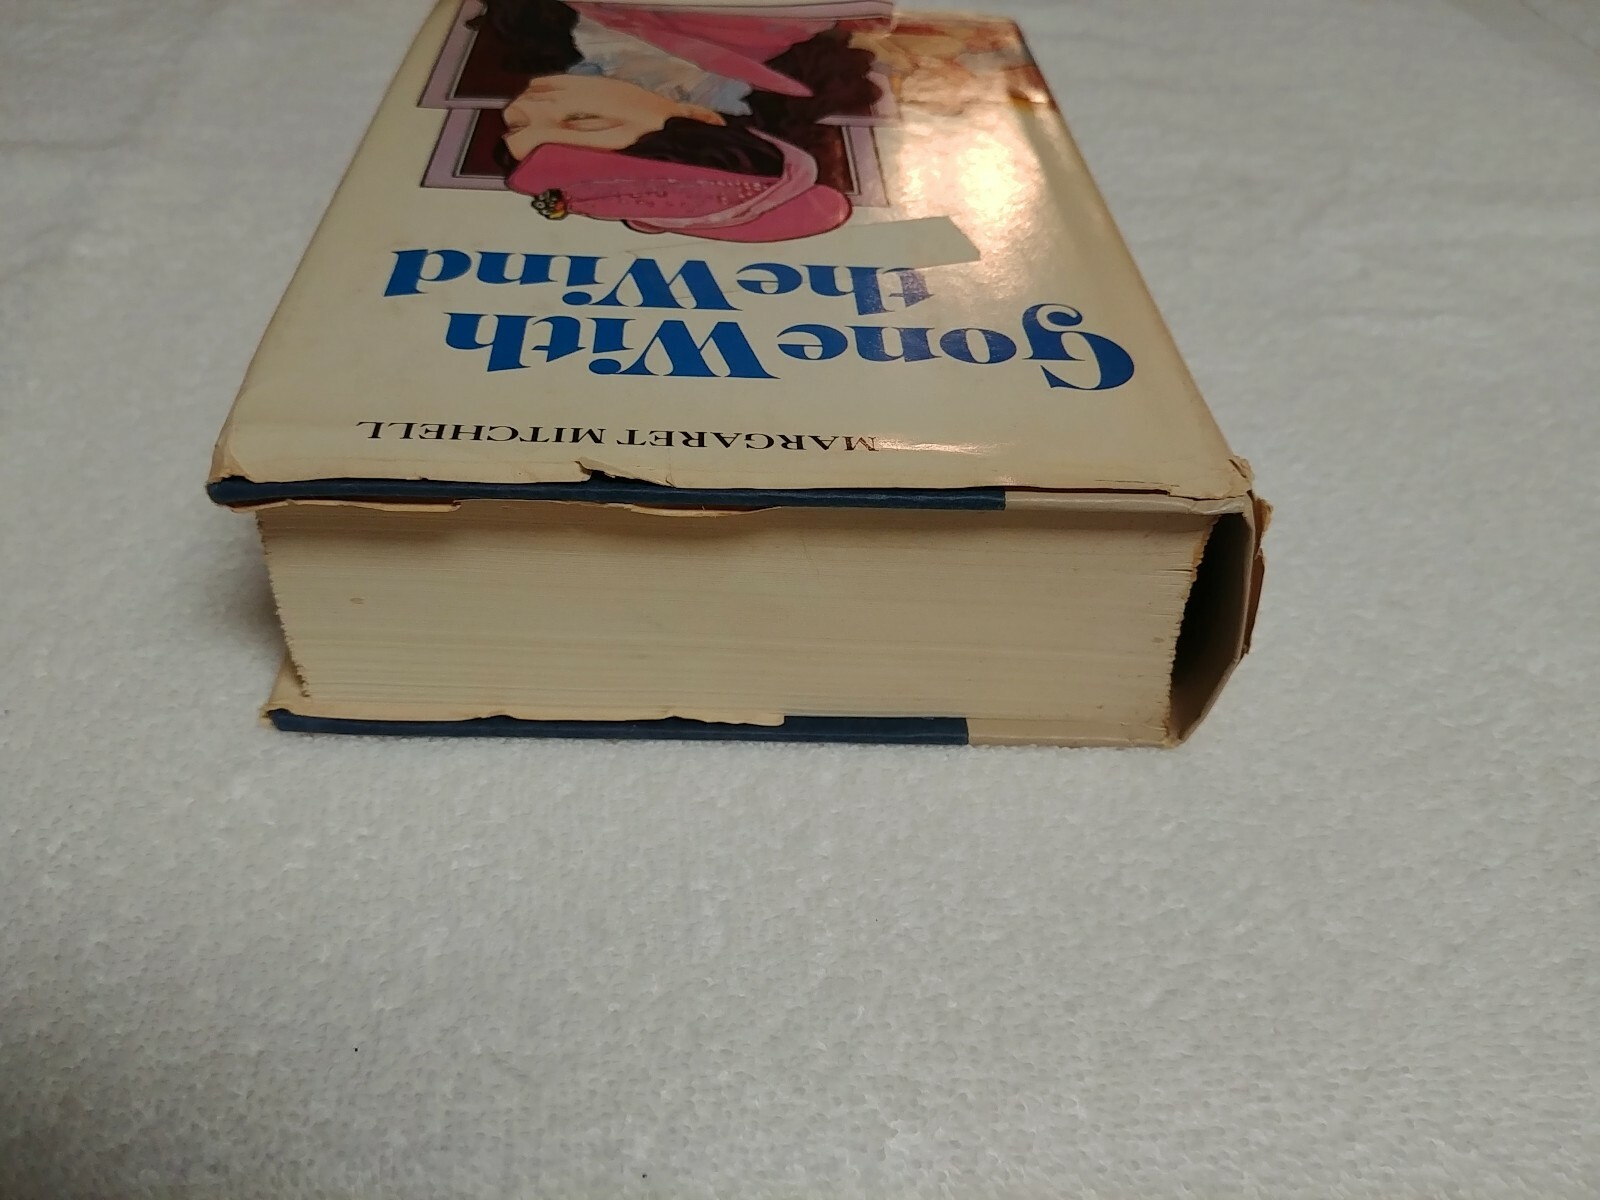 MARGARET MITCHELL
Gone With
the Wind